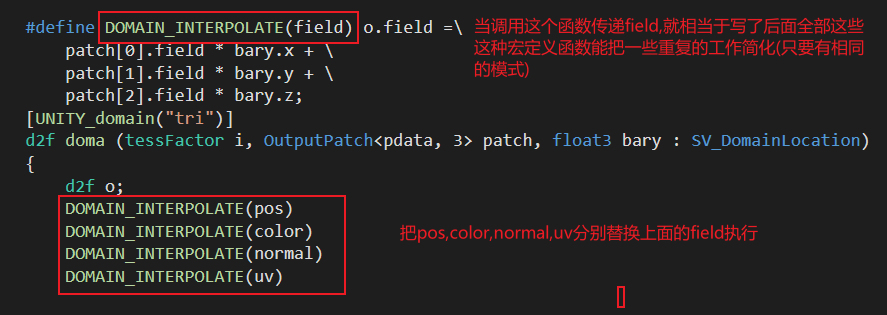 #define DOMAIN_INTERPOLATE(field) o.field =\
当调用这个函数传递field,就相当于写了后面全部这些
这种宏定义函数能把一些重复的工作简化(只要有相同
的模式)
patch[0].field * bary.x + \
patch[1].field * bary.y + \
patch[2].field * bary.z;
[UNITY_domain("tri")]
d2f doma (tessFactor i, OutputPatch<pdata, 3> patch, float3 bary : SV_DomainLocation)
{
d2f o;
DOMAIN_INTERPOLATE(pos)
DOMAIN_INTERPOLATE(color)
DOMAIN_INTERPOLATE(normal)
DOMAIN_INTERPOLATE(uv)
把pos,color,normal,uv分别替换上面的field执行